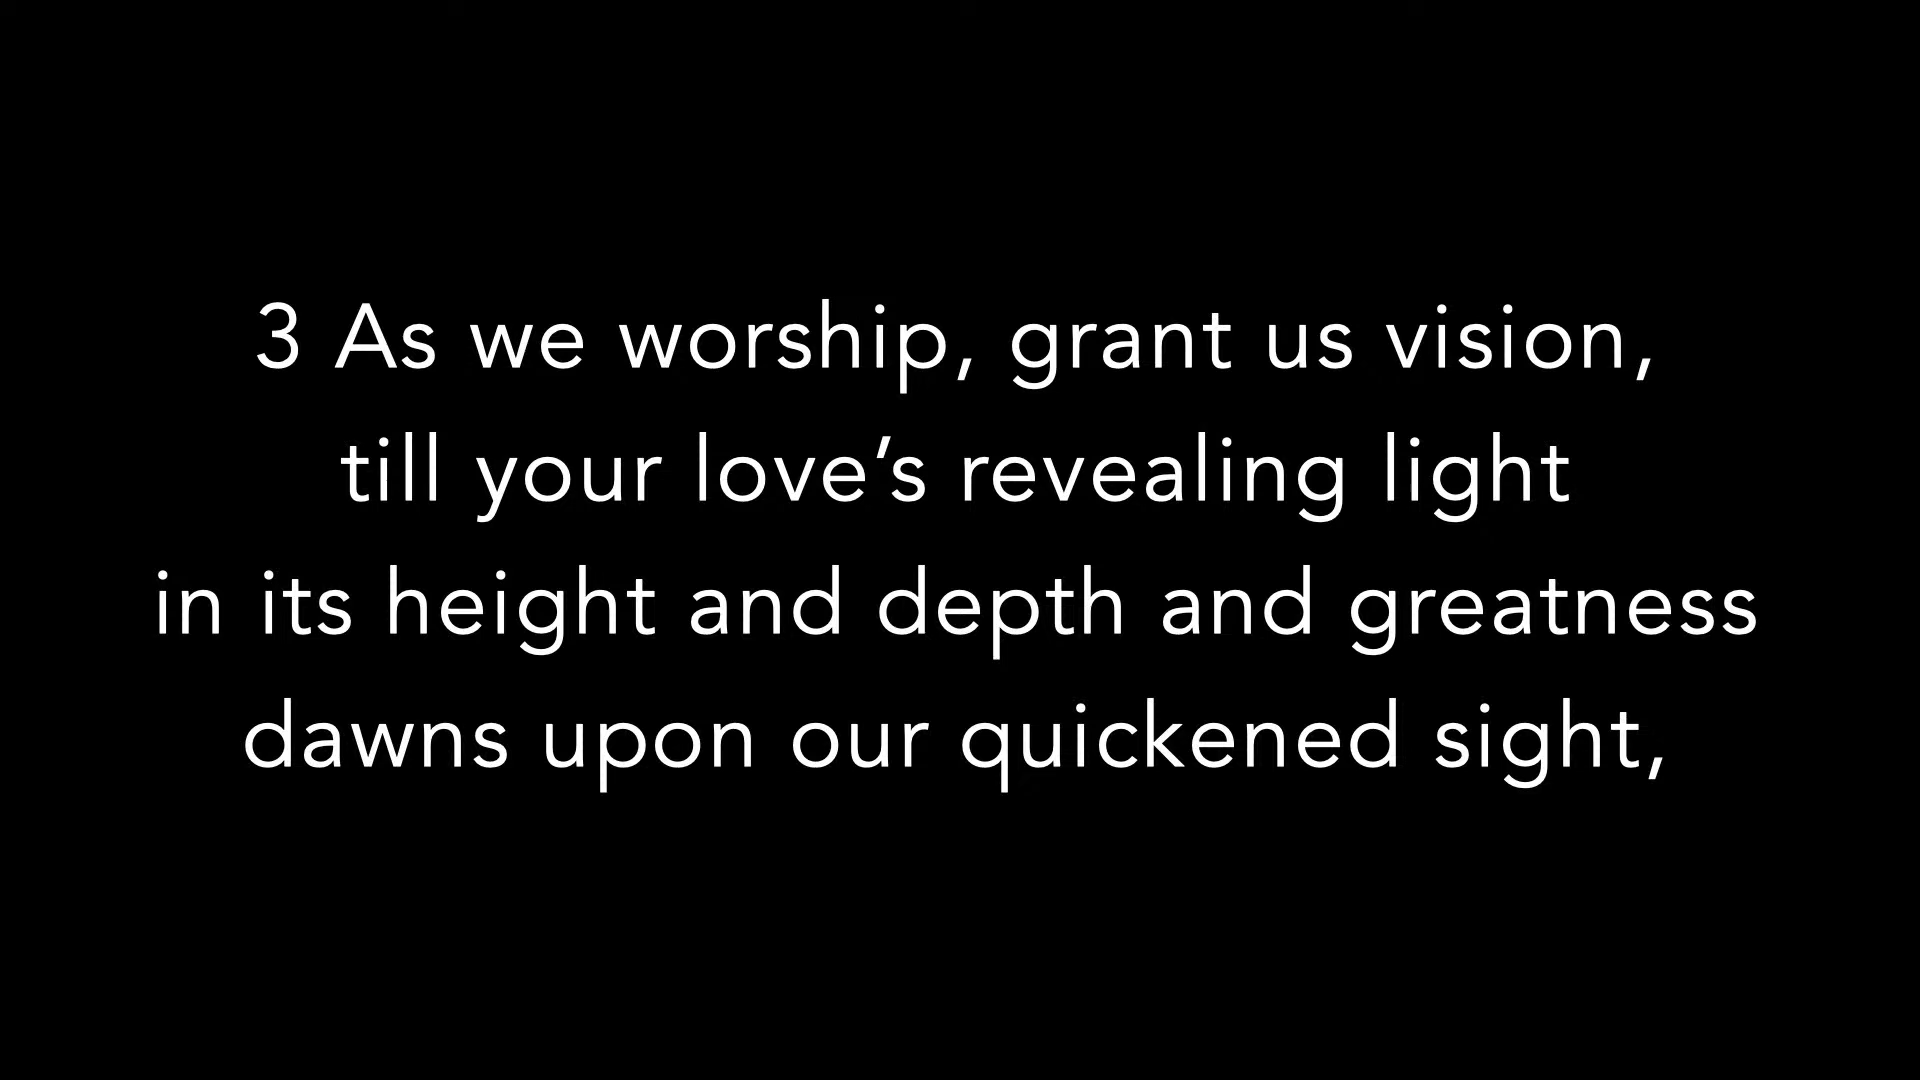 3 As we worship, grant us vision,
till your love’s revealing light
in its height and depth and greatness
dawns upon our quickened sight,